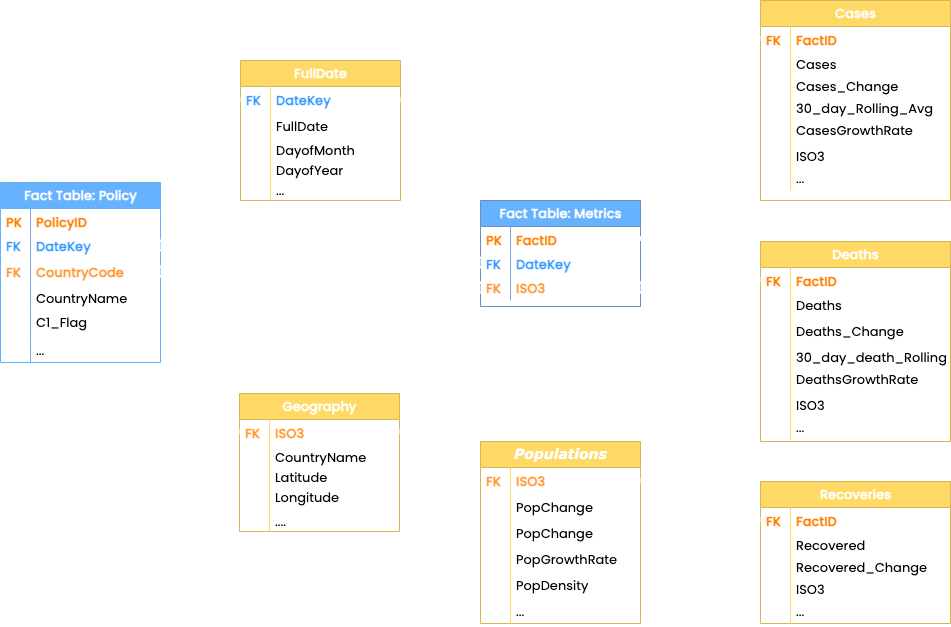 Cases
FK FactID
Cases
Cases_Change
30_day_Rolling_Avg
CasesGrowthRate
ISO3
...
FullDate
FK DateKey
FullDate
DayofMonth
DayofYear
...
Fact Table: Policy
PK PolicyID
FK DateKey
FK CountryCode
CountryName
C1_Flag
...
Fact Table: Metrics
PK FactID
FK DateKey
FK ISO3
Deaths
FK FactID
Deaths
Deaths_Change
30_day_death_Rolling
DeathsGrowthRate
ISO3
...
Geography
FK ISO3
CountryName
Latitude
Longitude
....
Populations
FK ISO3
PopChange
PopChange
PopGrowthRate
PopDensity
...
Recoveries
FK FactID
Recovered
Recovered_Change
ISO3
...